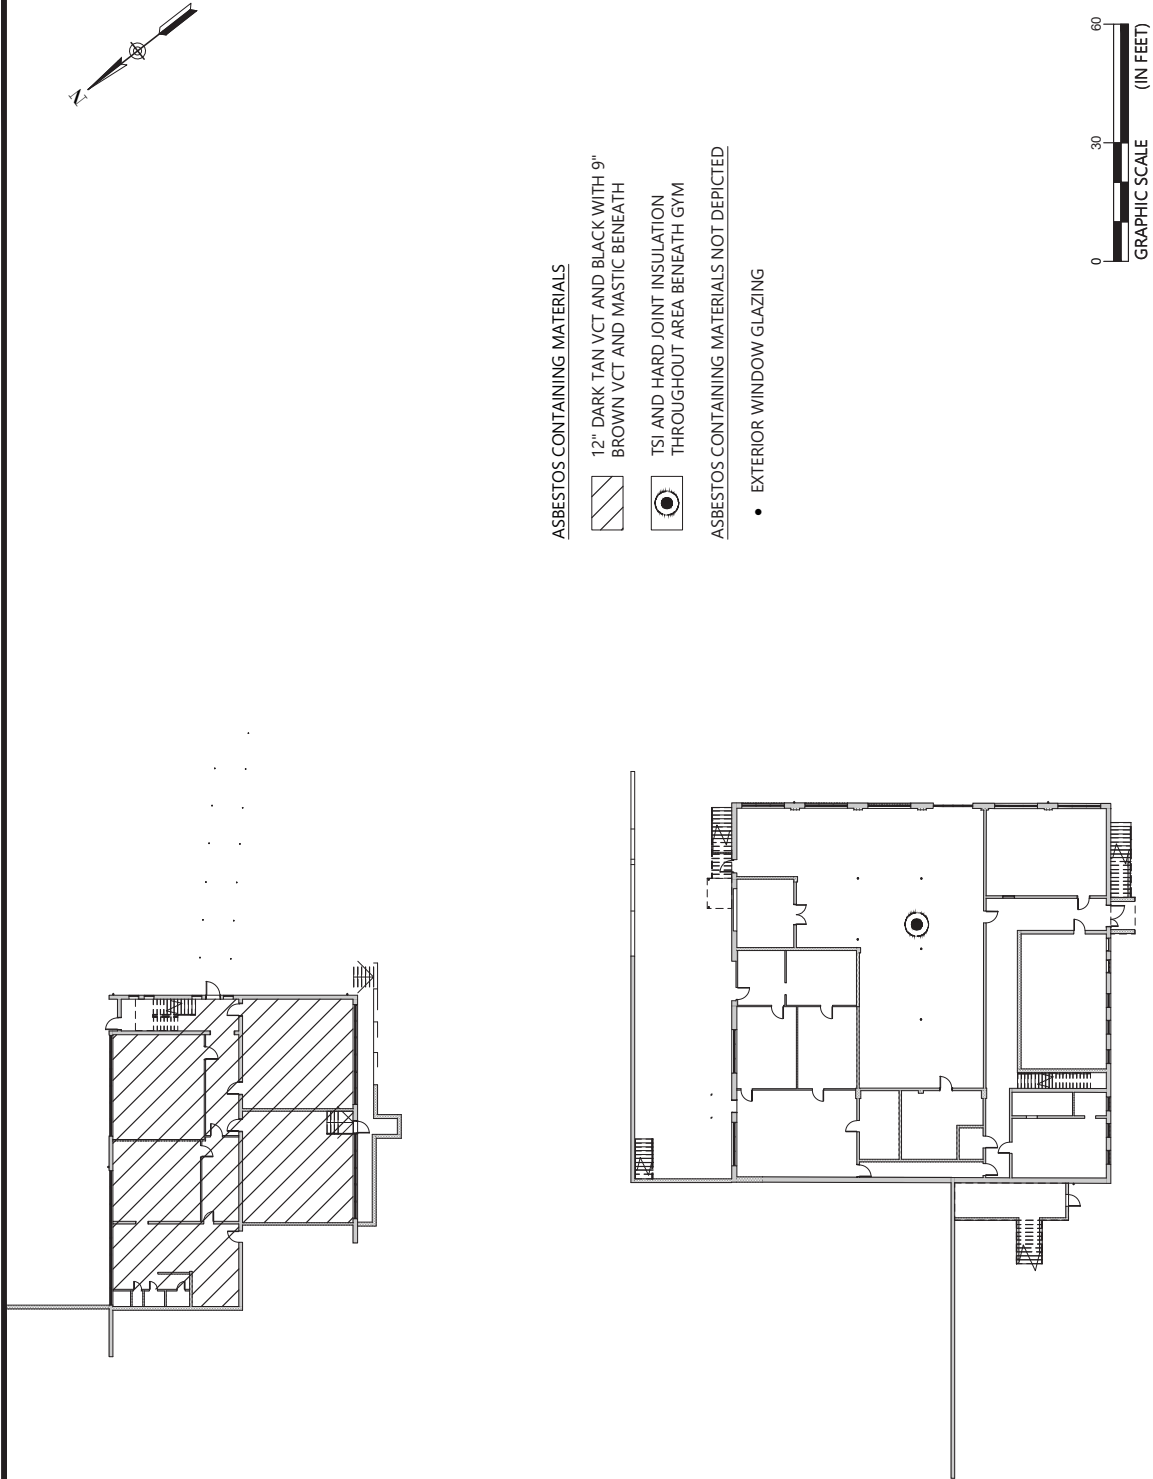 N
ASBESTOS CONTAINING MATERIALS
12" DARK TAN VCT AND BLACK WITH 9"
BROWN VCT AND MASTIC BENEATH
TSI AND HARD JOINT INSULATION
THROUGHOUT AREA BENEATH GYM
ASBESTOS CONTAINING MATERIALS NOT DEPICTED
• EXTERIOR WINDOW GLAZING
0 30 60
GRAPHIC SCALE (IN FEET)